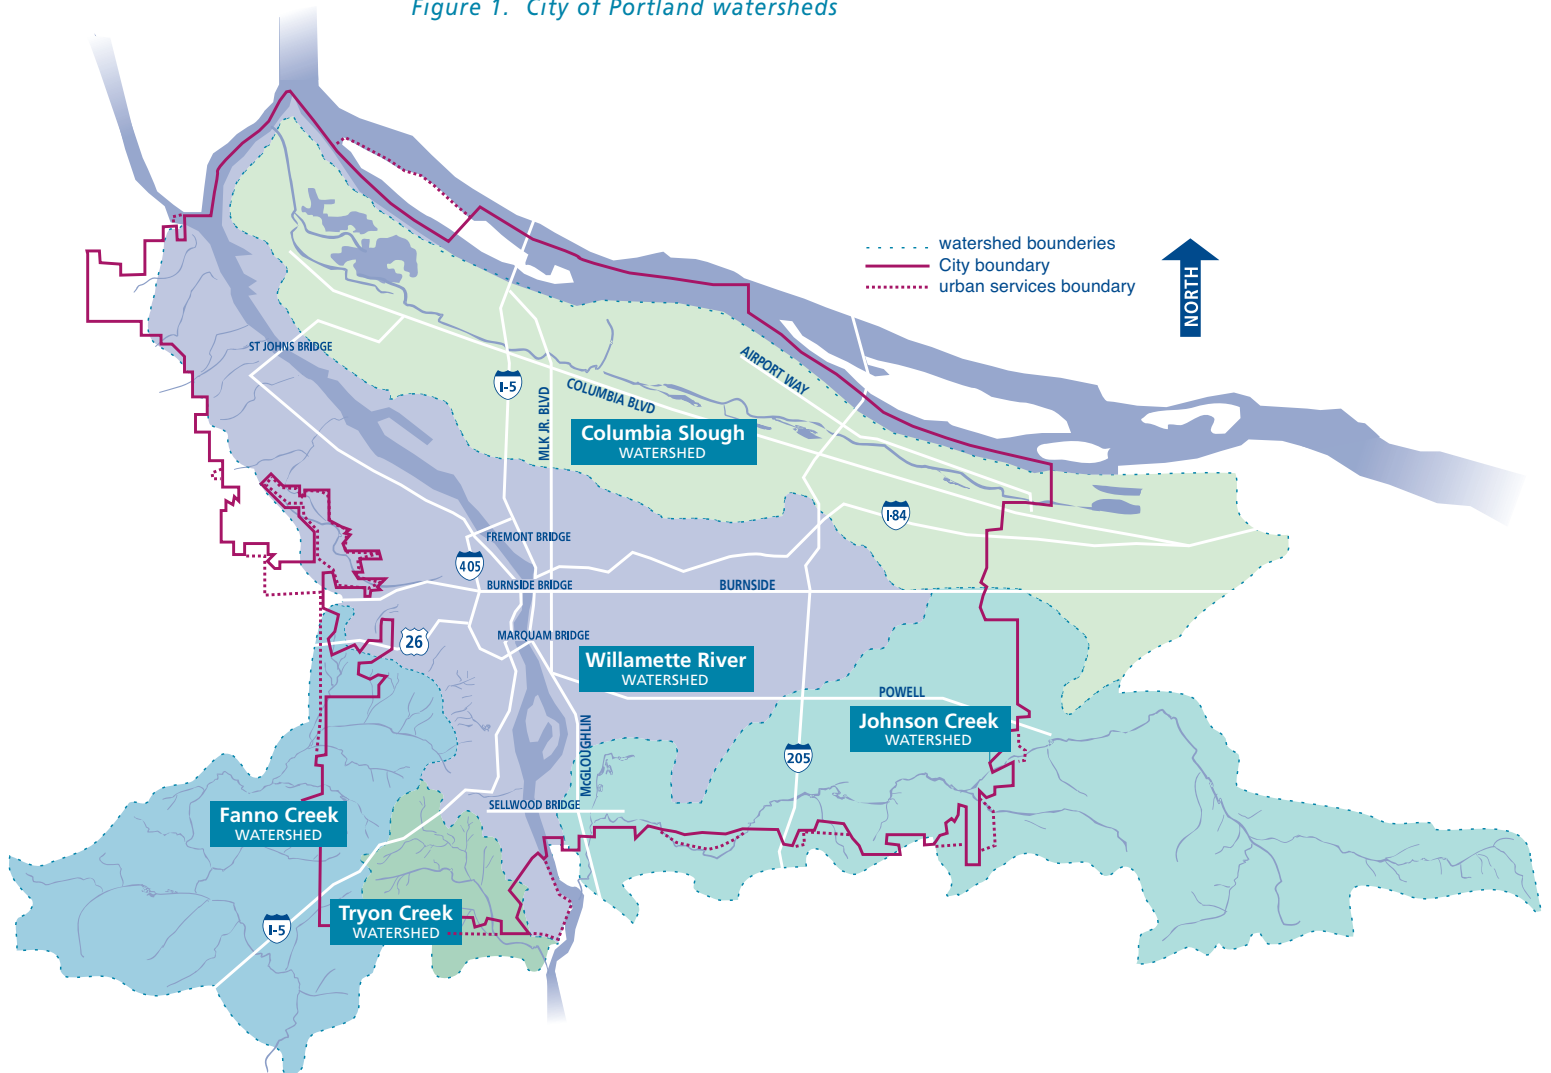 Figure 1. City of Portland watersheds
watershed bounderies
City boundary
urban services boundary
NORTH
ST JOHNS BRIDGE
I-5
MLK JR. BLVD
COLUMBIA BLVD
AIRPORT WAY
Columbia Slough
WATERSHED
I-84
FREMONT BRIDGE
405
BURNSIDE BRIDGE
BURNSIDE
26
MARQUAM BRIDGE
Willamette River
WATERSHED
POWELL
Johnson Creek
WATERSHED
205
McGLOUGHLIN
SELLWOOD BRIDGE
Fanno Creek
WATERSHED
Tryon Creek
WATERSHED
I-5